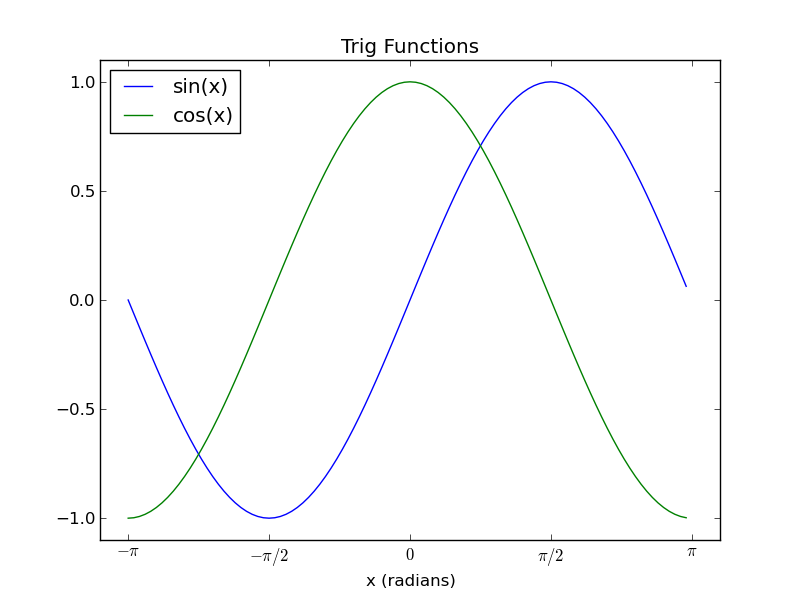 Trig Functions
sin(x)
cos(x)
1.0
0.5
0.0
−0.5
−1.0
−π
−π/2
0
π/2
π
x (radians)